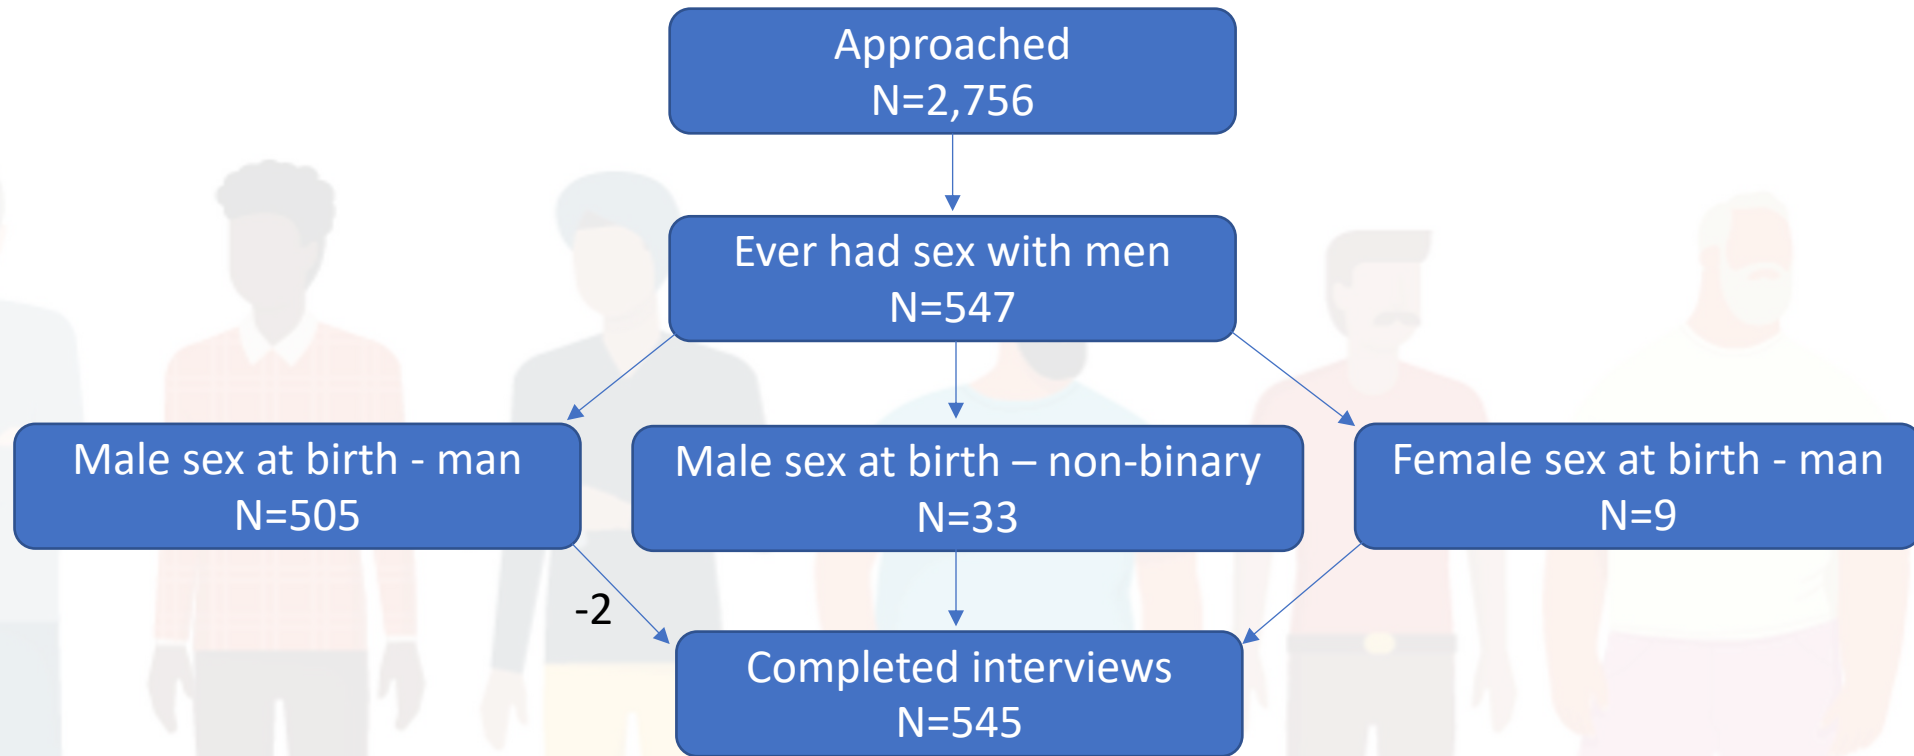 Approached
N=2,756
Ever had sex with men
N=547
Male sex at birth - man
N=505
Male sex at birth – non-binary
N=33
Female sex at birth - man
N=9
-2
Completed interviews
N=545